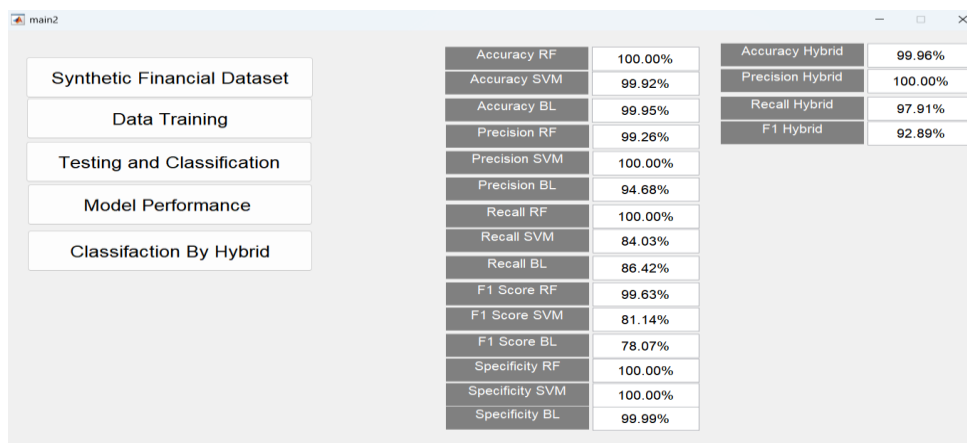 main2
Synthetic Financial Dataset
Data Training
Testing and Classification
Model Performance
Classifaction By Hybrid
Accuracy RF 100.00%
Accuracy SVM 99.92%
Accuracy BL 99.95%
Precision RF 99.26%
Precision SVM 100.00%
Precision BL 94.68%
Recall RF 100.00%
Recall SVM 84.03%
Recall BL 86.42%
F1 Score RF 99.63%
F1 Score SVM 81.14%
F1 Score BL 78.07%
Specificity RF 100.00%
Specificity SVM 100.00%
Specificity BL 99.99%
Accuracy Hybrid 99.96%
Precision Hybrid 100.00%
Recall Hybrid 97.91%
F1 Hybrid 92.89%